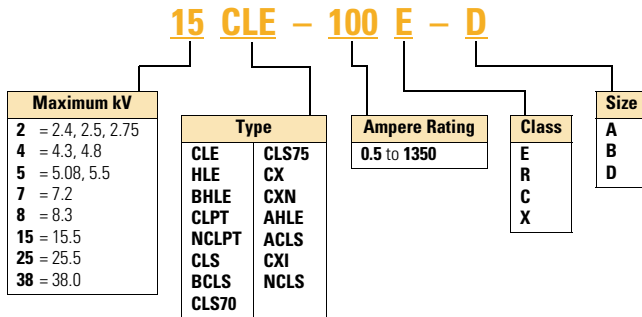 15 CLE – 100 E – D
Maximum kV
2 = 2.4, 2.5, 2.75
4 = 4.3, 4.8
5 = 5.08, 5.5
7 = 7.2
8 = 8.3
15 = 15.5
25 = 25.5
38 = 38.0
Type
CLE
HLE
BHLE
CLPT
NCLPT
CLS
BCLS
CLS70
CLS75
CX
CXN
AHLE
ACLS
CXI
NCLS
Ampere Rating
0.5 to 1350
Class
E
R
C
X
Size
A
B
D